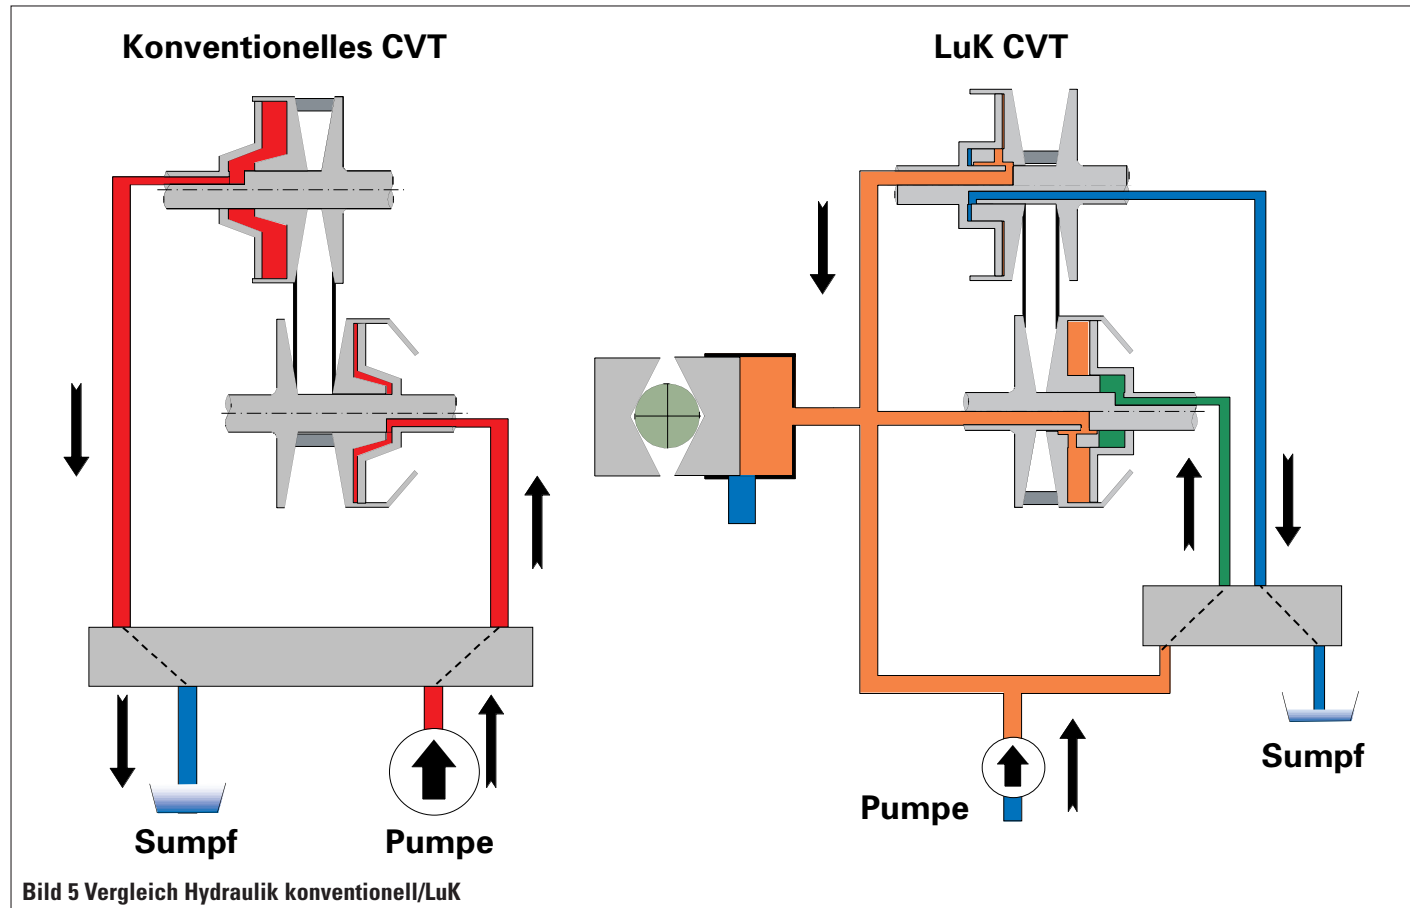 Konventionelles CVT
LuK CVT
Sumpf
Pumpe
Pumpe
Sumpf
Bild 5 Vergleich Hydraulik konventionell/LuK